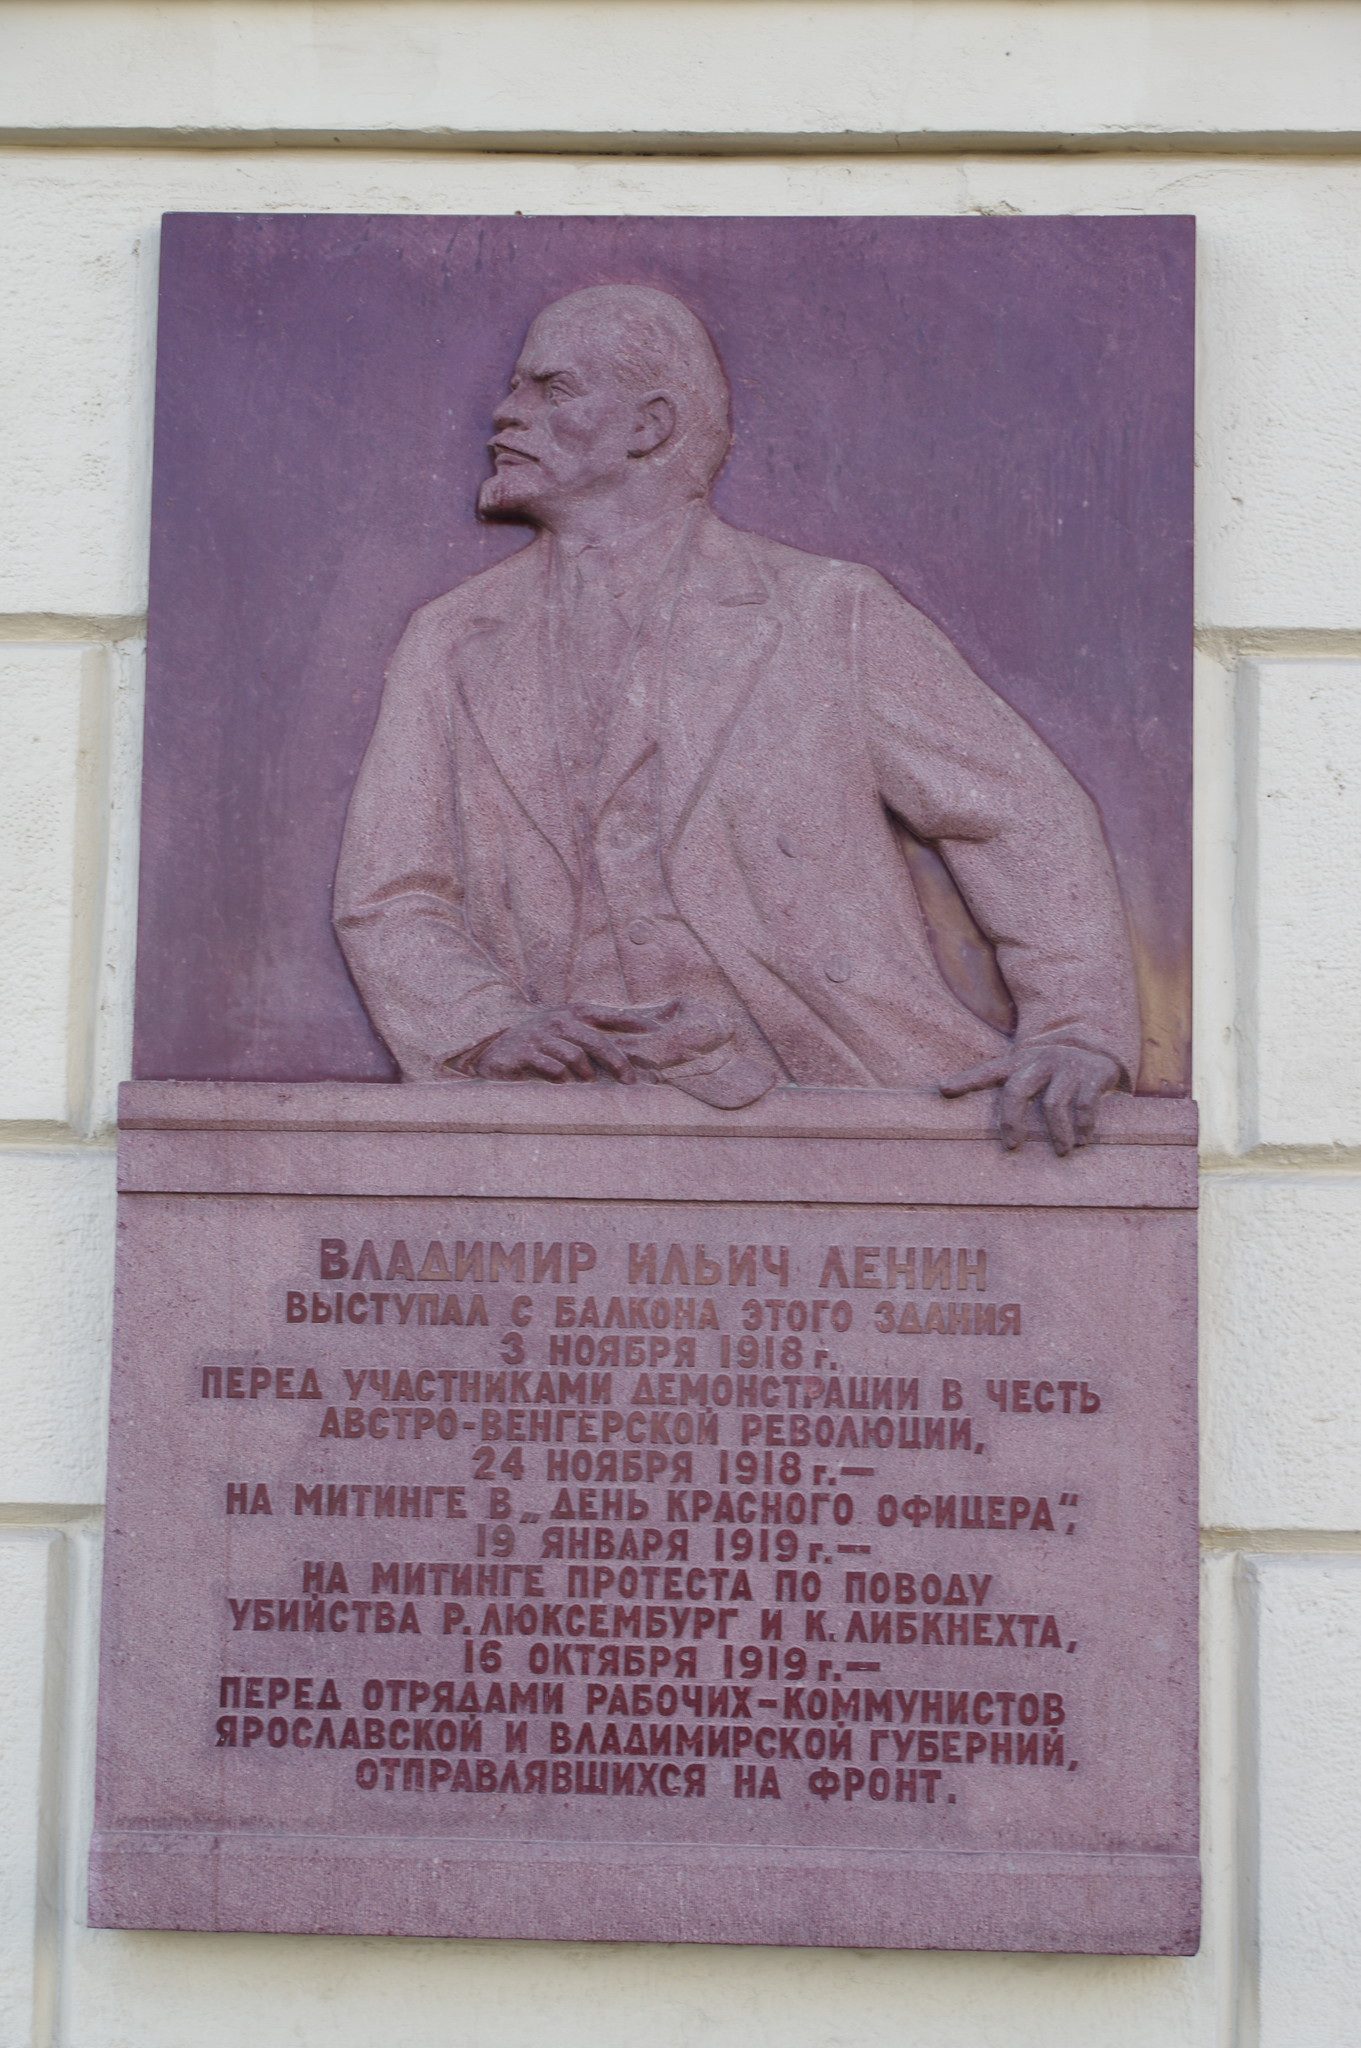 ВЛАДИМИР ИЛЬИЧ ЛЕНИН
ВЫСТУПАЛ С БАЛКОНА ЭТОГО ЗДАНИЯ
3 НОЯБРЯ 1918 г.
ПЕРЕД УЧАСТНИКАМИ ДЕМОНСТРАЦИИ В ЧЕСТЬ
АВСТРО-ВЕНГЕРСКОЙ РЕВОЛЮЦИИ,
24 НОЯБРЯ 1918 г.—
НА МИТИНГЕ В „ДЕНЬ КРАСНОГО ОФИЦЕРА“,
19 ЯНВАРЯ 1919 г.—
НА МИТИНГЕ ПРОТЕСТА ПО ПОВОДУ
УБИЙСТВА Р. ЛЮКСЕМБУРГ И К. ЛИБКНЕХТА,
16 ОКТЯБРЯ 1919 г.—
ПЕРЕД ОТРЯДАМИ РАБОЧИХ-КОММУНИСТОВ
ЯРОСЛАВСКОЙ И ВЛАДИМИРСКОЙ ГУБЕРНИЙ,
ОТПРАВЛЯВШИХСЯ НА ФРОНТ.